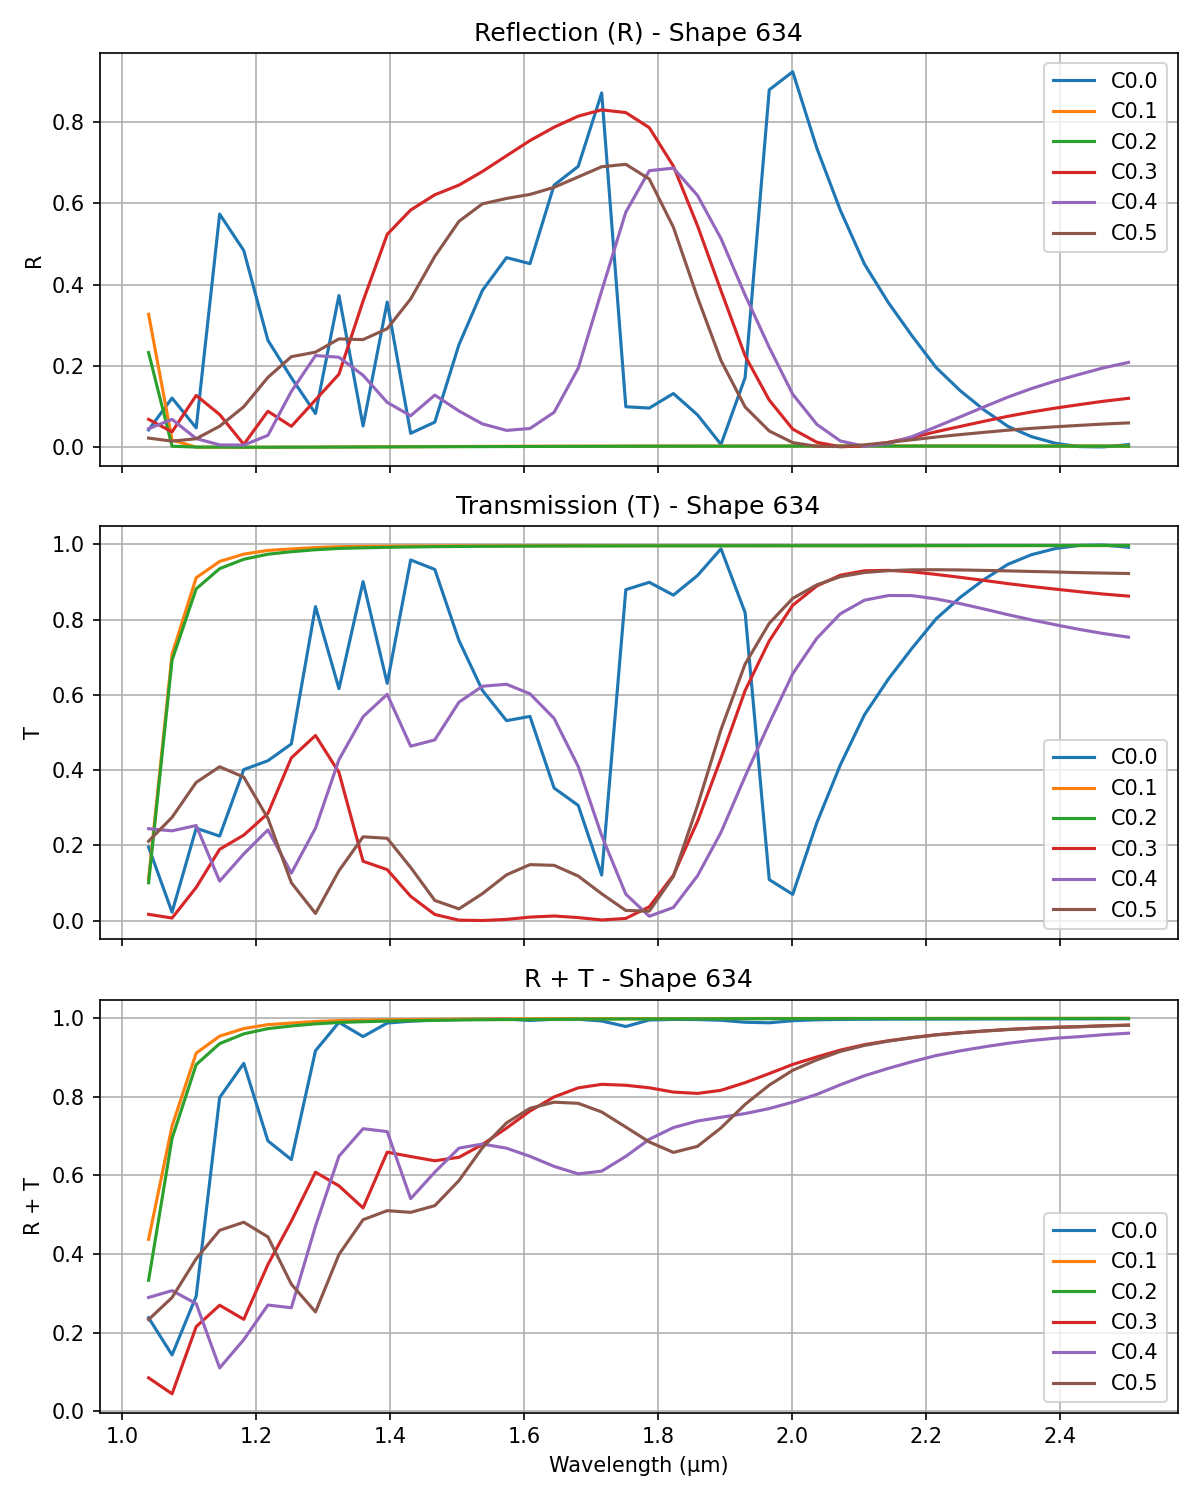 Reflection (R) - Shape 634
R
0.8
0.6
0.4
0.2
0.0
C0.0
C0.1
C0.2
C0.3
C0.4
C0.5
Transmission (T) - Shape 634
T
1.0
0.8
0.6
0.4
0.2
0.0
C0.0
C0.1
C0.2
C0.3
C0.4
C0.5
R + T - Shape 634
R + T
1.0
0.8
0.6
0.4
0.2
0.0
C0.0
C0.1
C0.2
C0.3
C0.4
C0.5
1.0 1.2 1.4 1.6 1.8 2.0 2.2 2.4
Wavelength (μm)